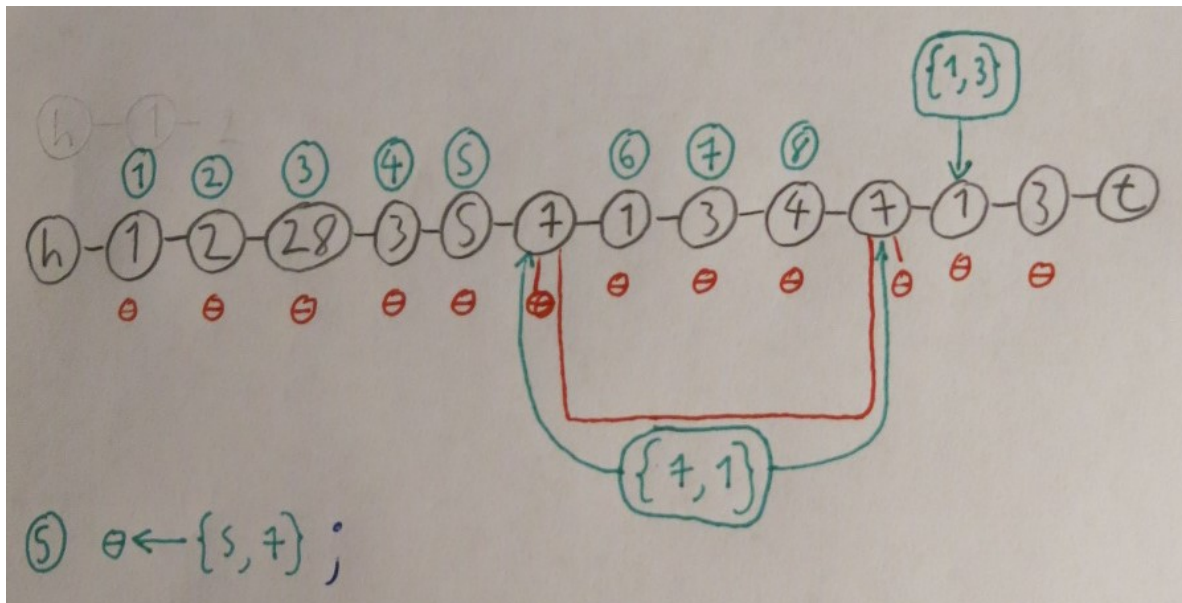 {1,3}
h 1 2
1 2 3 4 5 6 7 8
h 1 2 28 3 5 7 1 3 4 7 1 3 t
θ θ θ θ θ θ θ θ θ θ θ θ
{7,1}
5 θ ← {5,7} ;